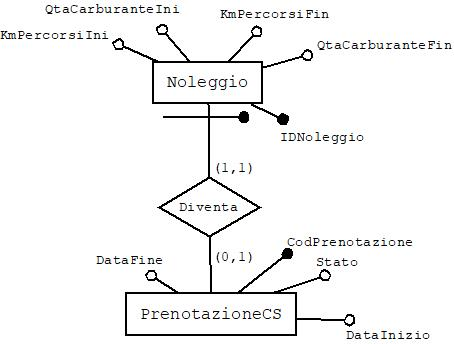 QtaCarburanteIni
KmPercorsiFin
KmPercorsiIni
QtaCarburanteFin
Noleggio
IDNoleggio
(1,1)
Diventa
CodPrenotazione
(0,1)
DataFine
Stato
PrenotazioneCS
DataInizio